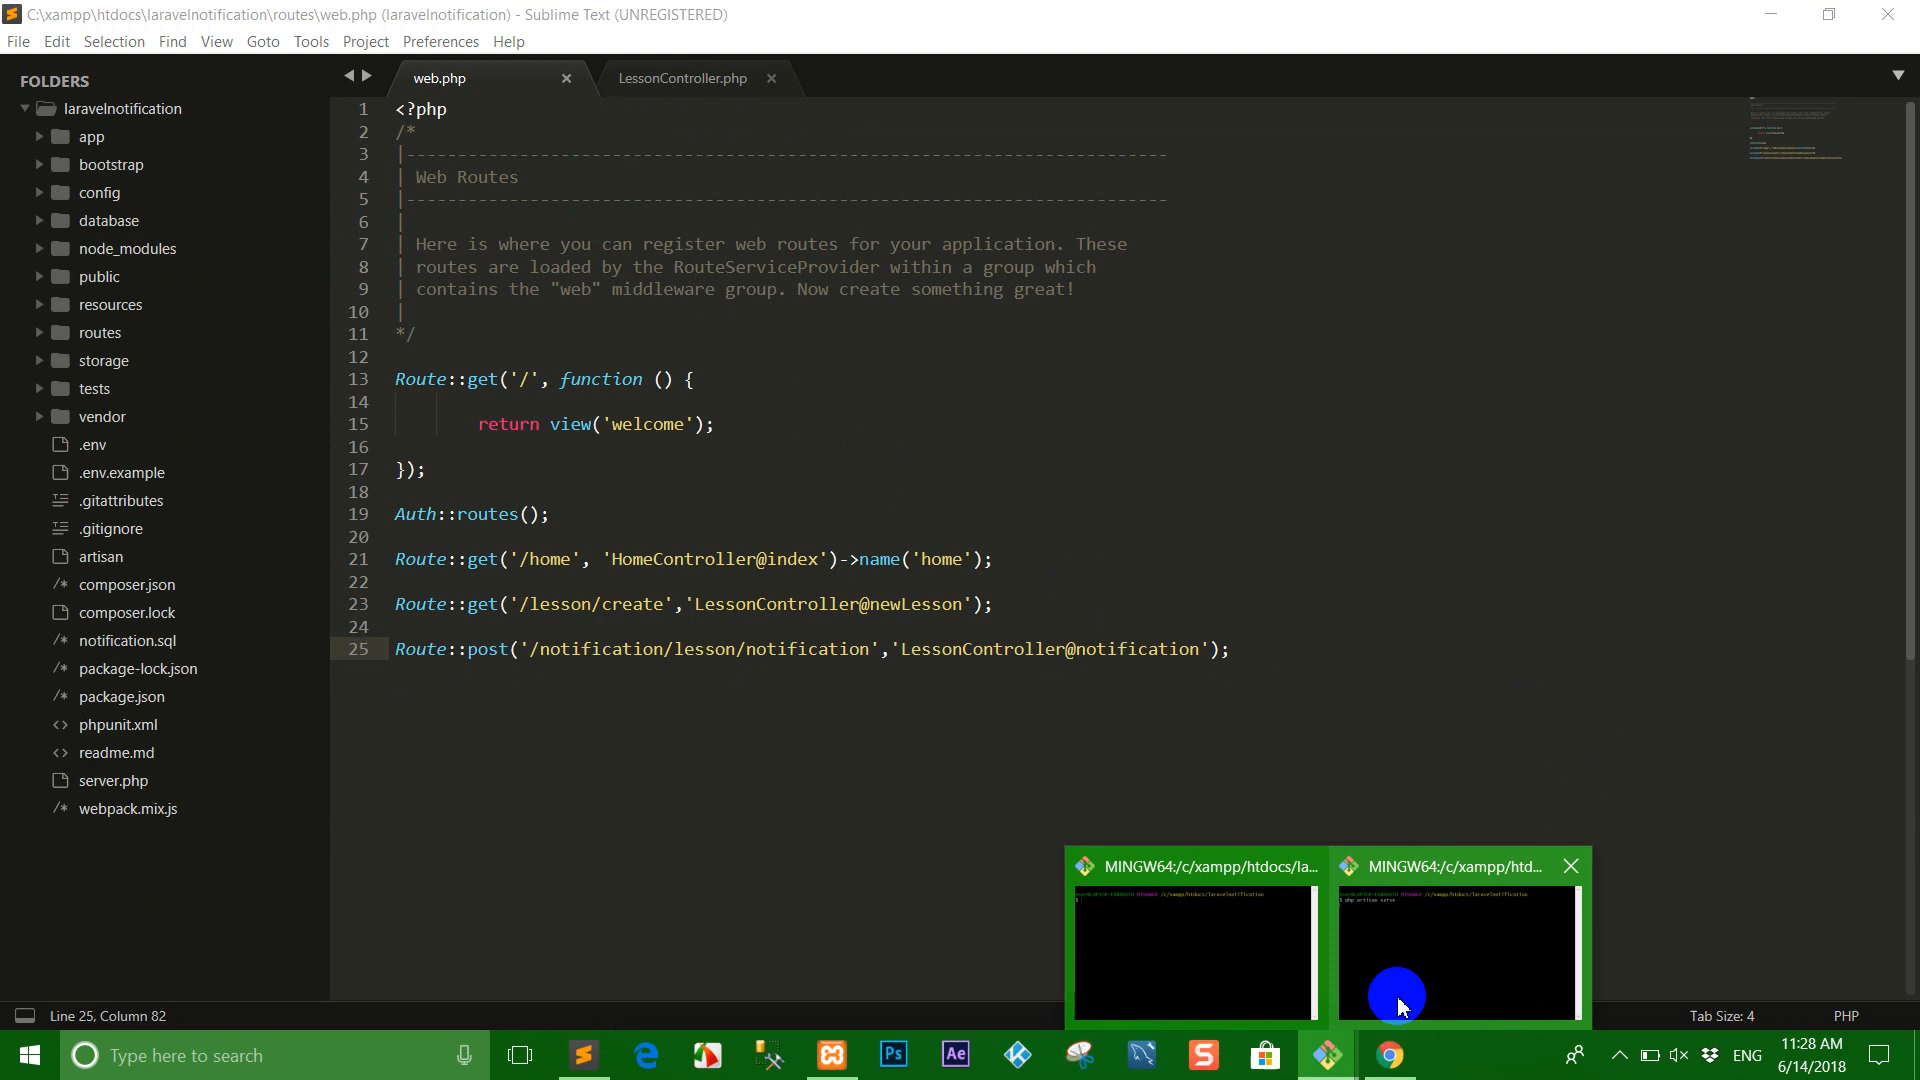 C:\xampp\htdocs\laravelnotification\routes\web.php (laravelnotification) - Sublime Text (UNREGISTERED)
File Edit Selection Find View Goto Tools Project Preferences Help
FOLDERS
laravelnotification
app
bootstrap
config
database
node_modules
public
resources
routes
storage
tests
vendor
.env
.env.example
.gitattributes
.gitignore
artisan
composer.json
composer.lock
notification.sql
package-lock.json
package.json
phpunit.xml
readme.md
server.php
webpack.mix.js
web.php LessonController.php
1 <?php
2 /*
3 |--------------------------------------------------------------------------
4 | Web Routes
5 |--------------------------------------------------------------------------
6 |
7 | Here is where you can register web routes for your application. These
8 | routes are loaded by the RouteServiceProvider within a group which
9 | contains the "web" middleware group. Now create something great!
10 |
11 */
12
13 Route::get('/', function () {
14
15 return view('welcome');
16
17 });
18
19 Auth::routes();
20
21 Route::get('/home', 'HomeController@index')->name('home');
22
23 Route::get('/lesson/create','LessonController@newLesson');
24
25 Route::post('/notification/lesson/notification','LessonController@notification');
MINGW64:/c/xampp/htdocs/la... MINGW64:/c/xampp/htd...
$ php artisan serve
Line 25, Column 82 Tab Size: 4 PHP
Type here to search
Ps Ae
ENG
11:28 AM
6/14/2018